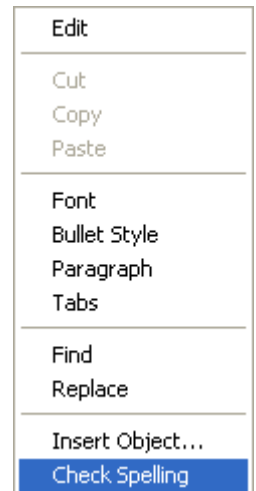 Edit
Cut
Copy
Paste
Font
Bullet Style
Paragraph
Tabs
Find
Replace
Insert Object...
Check Spelling